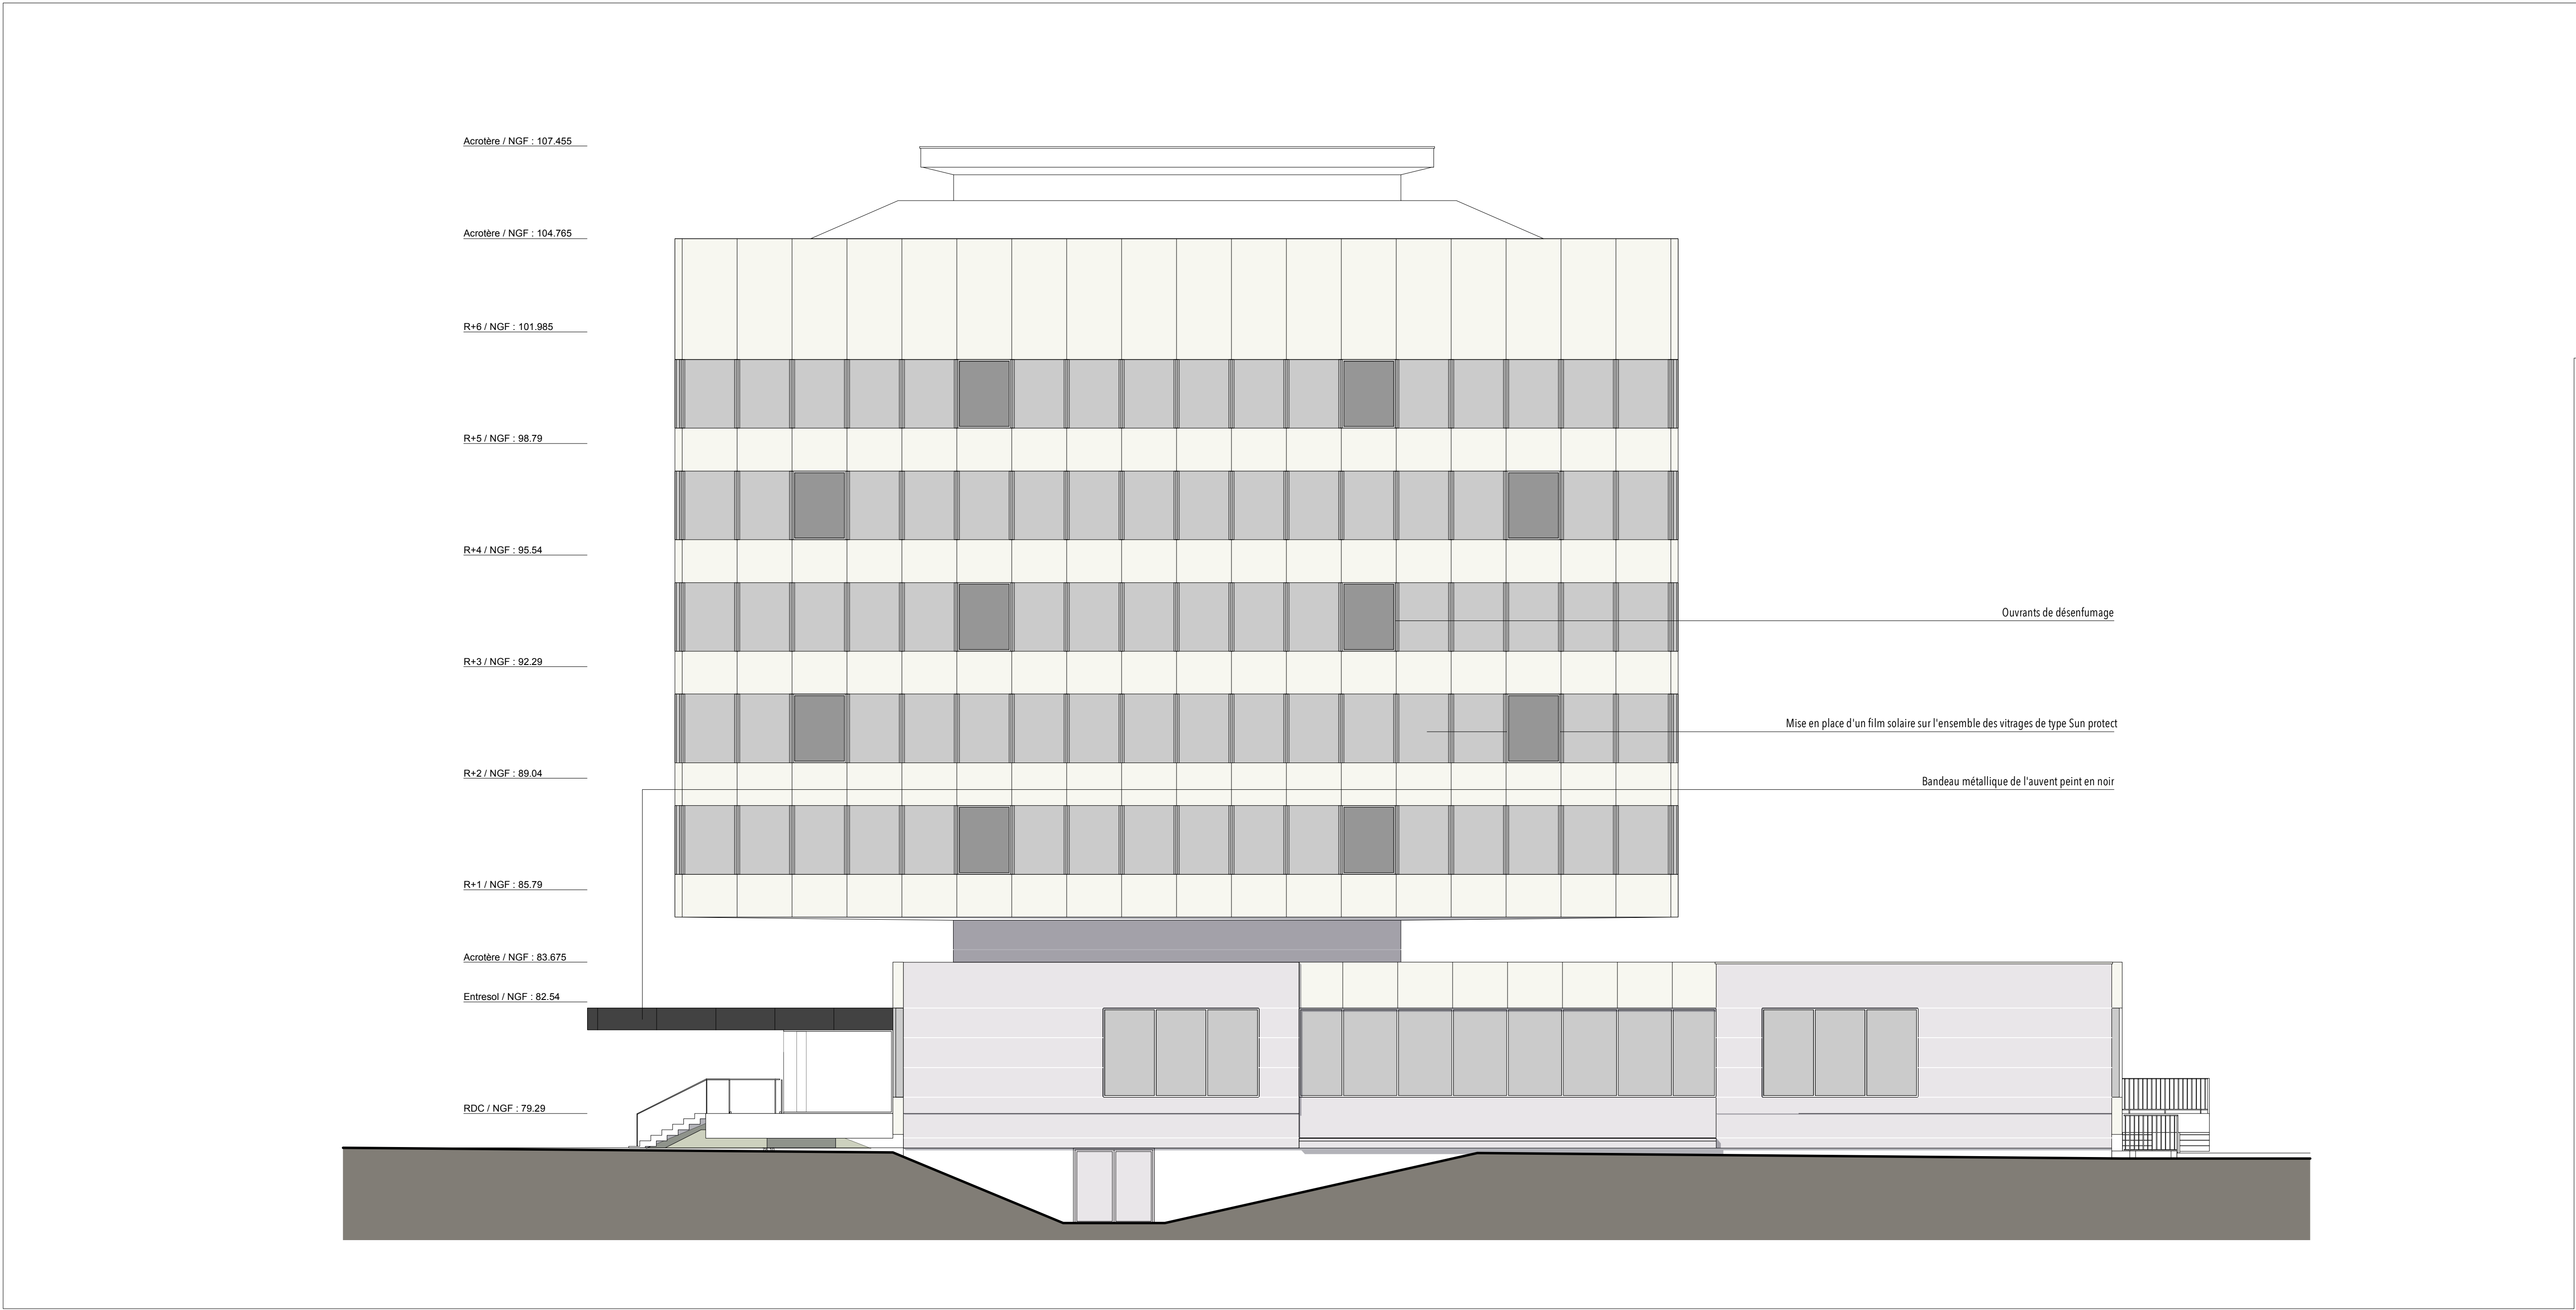 Acrotère / NGF : 107.455
Acrotère / NGF : 104.765
R+6 / NGF : 101.985
R+5 / NGF : 98.79
R+4 / NGF : 95.54
Ouvrants de désenfumage
R+3 / NGF : 92.29
Mise en place d'un film solaire sur l'ensemble des vitrages de type Sun protect
R+2 / NGF : 89.04
Bandeau métallique de l'auvent peint en noir
R+1 / NGF : 85.79
Acrotère / NGF : 83.675
Entresol / NGF : 82.54
RDC / NGF : 79.29